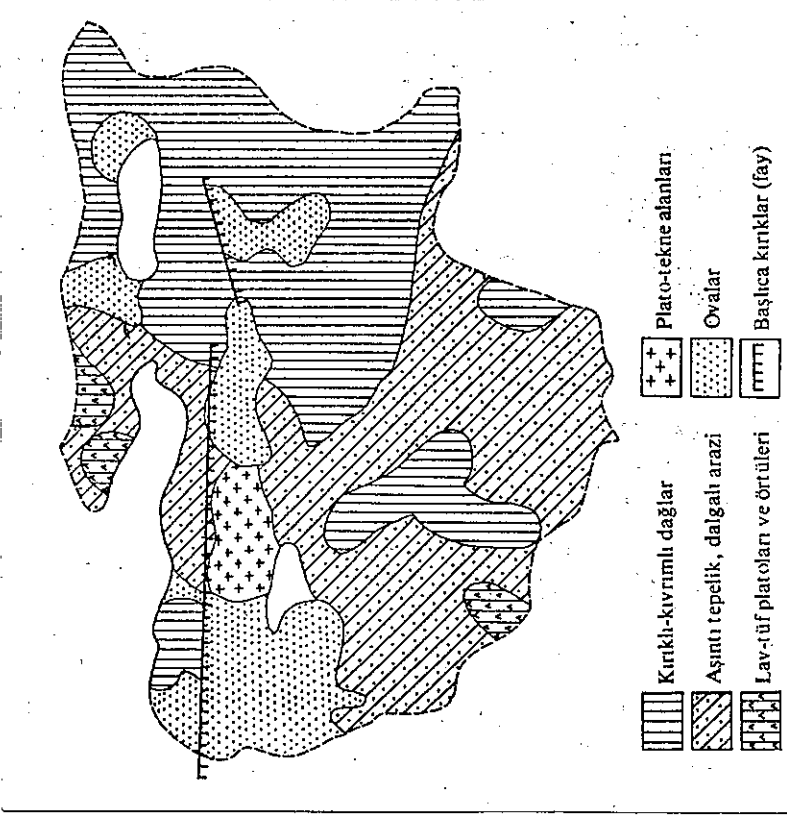 Kırıklı-kıvrımlı dağlar
Aşıntı tepelik, dalgalı arazi
Lav-tüf platoları ve örtüleri
Plato-tekne alanları
Ovalar
Başlıca kırıklar (fay)